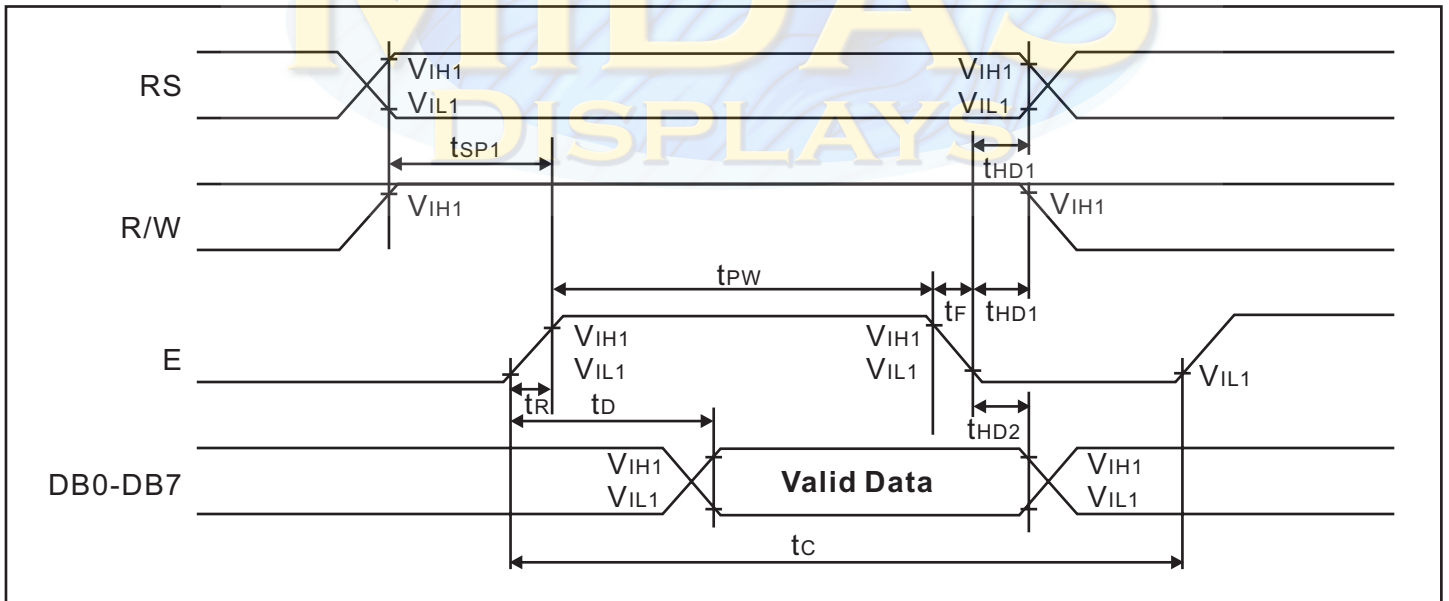 MIDAS
DISPLAYS
RS
VIH1
VIL1
VIH1
VIL1
tSP1
tHD1
R/W
VIH1
VIH1
tPW
tF
tHD1
E
VIH1
VIL1
VIH1
VIL1
VIL1
tR
tD
tHD2
DB0-DB7
VIH1
VIL1
Valid Data
VIH1
VIL1
tC